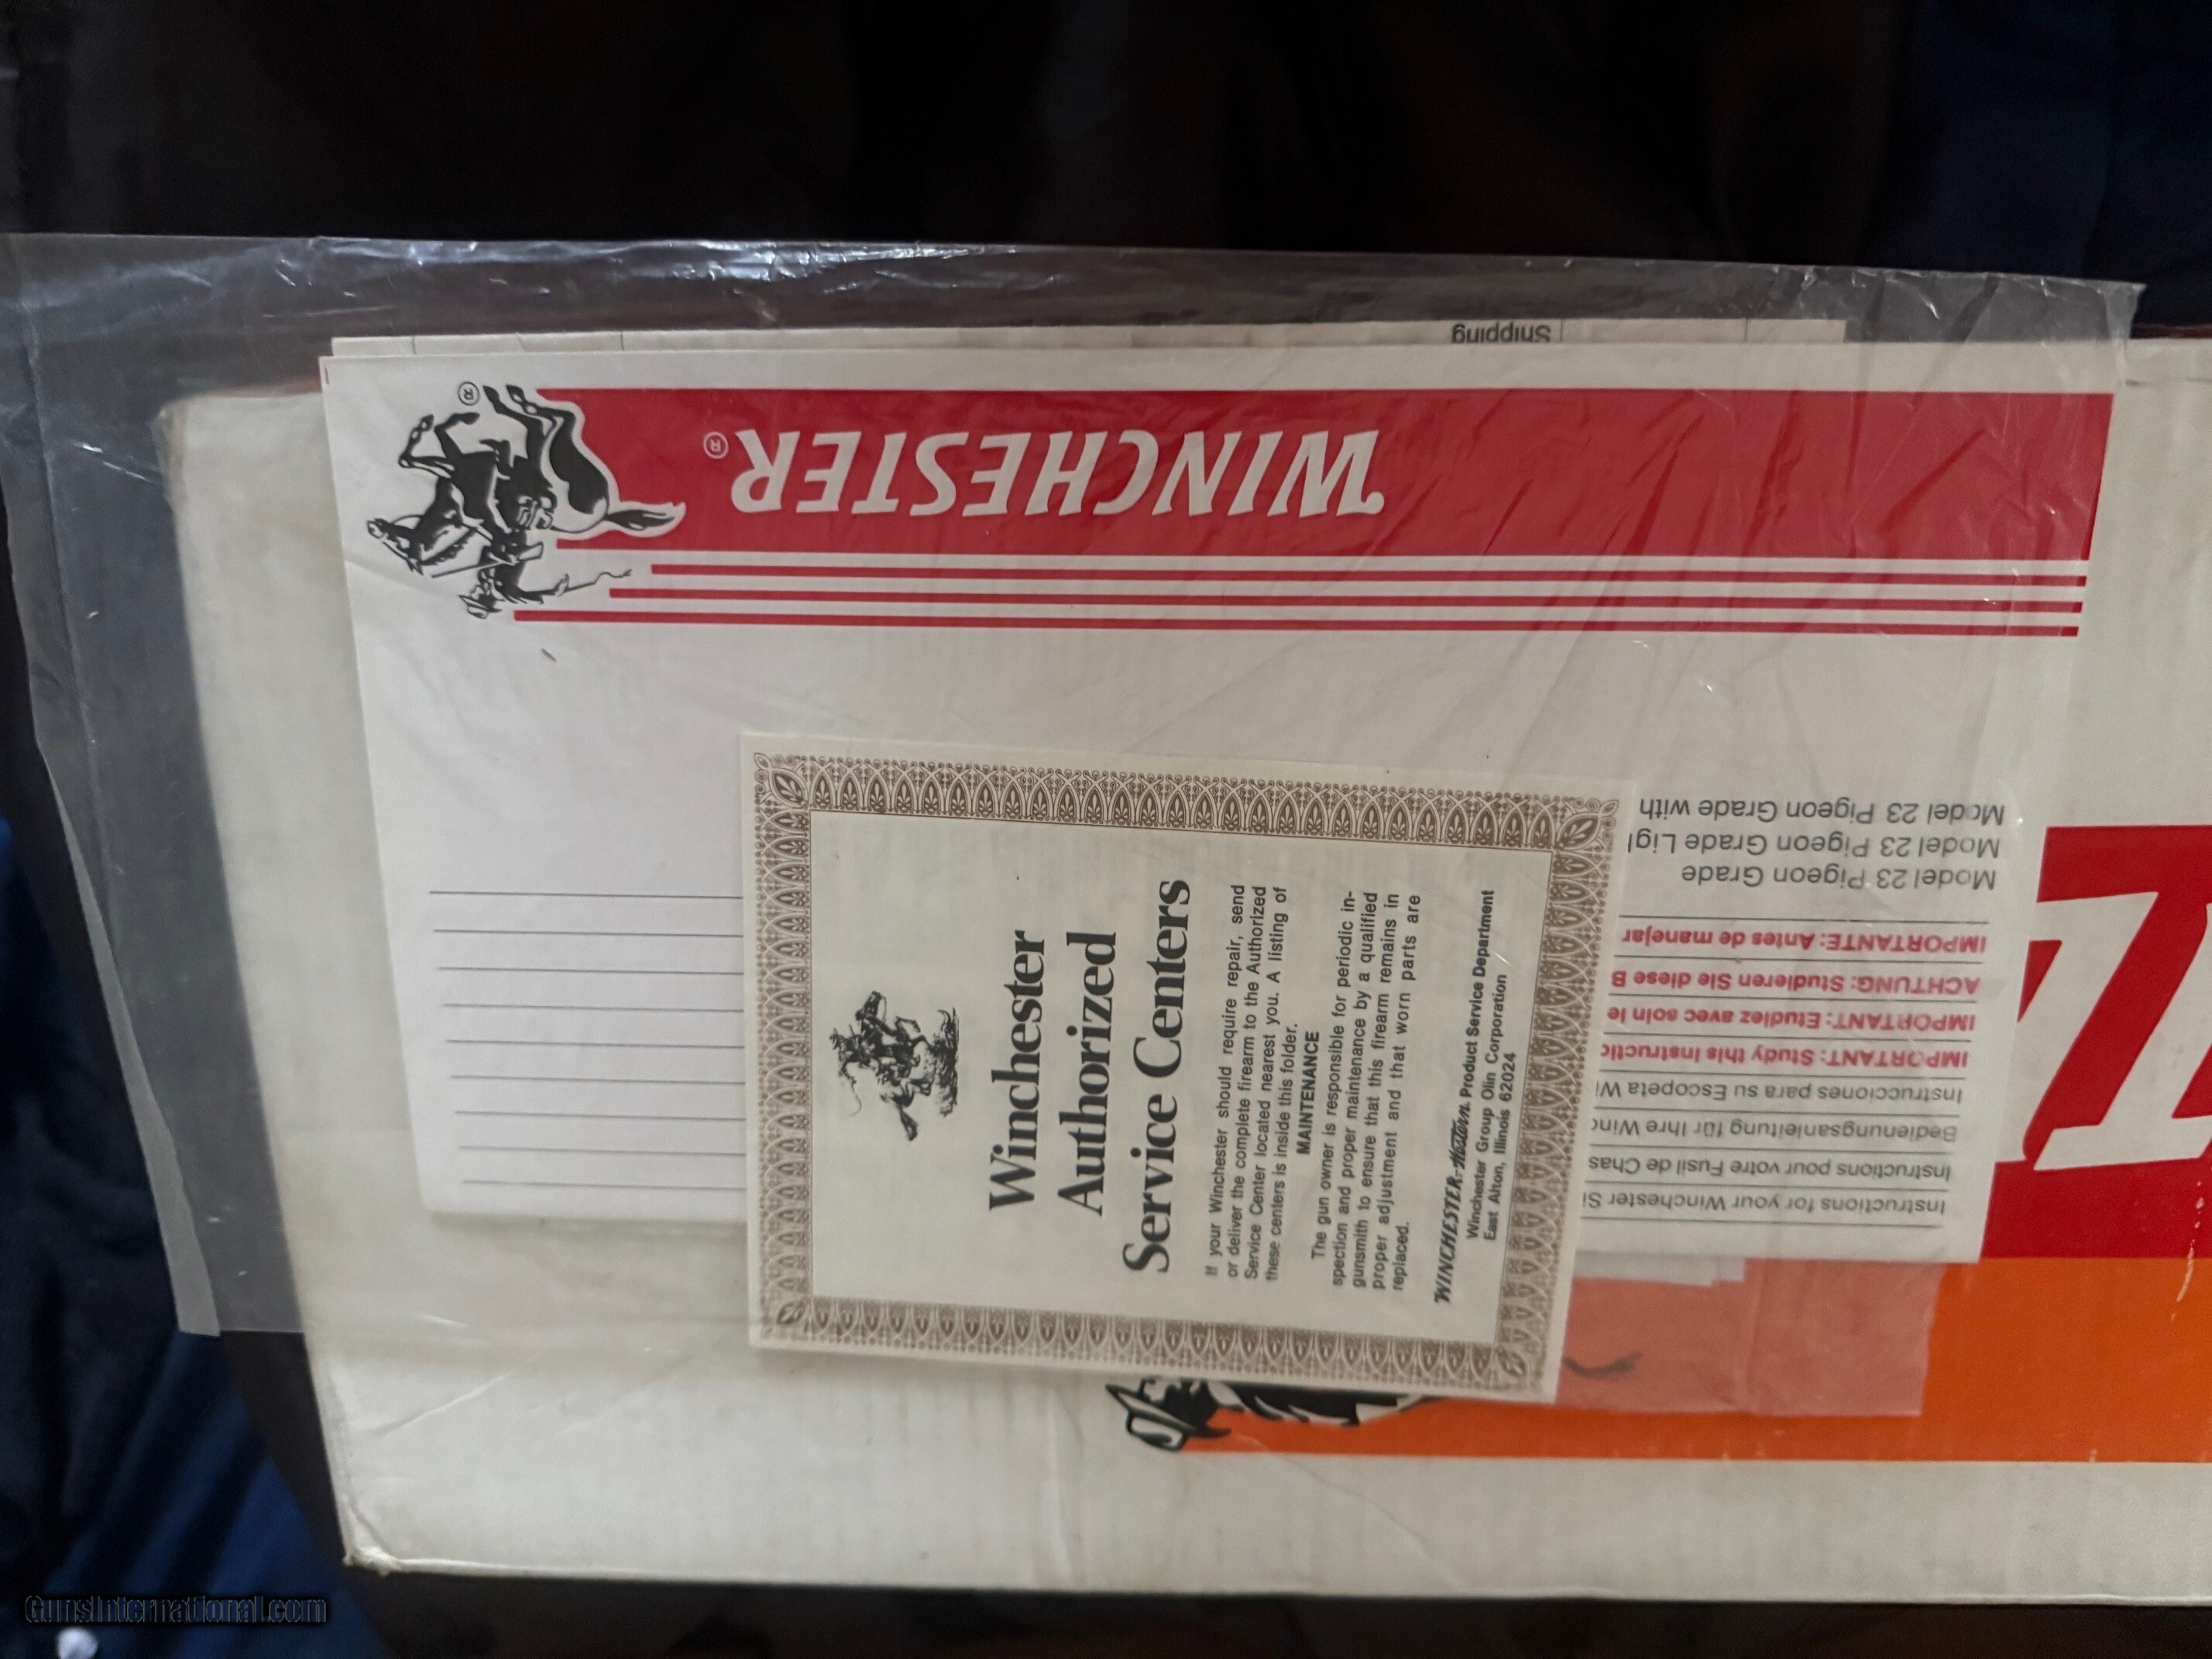 Shipping
WINCHESTER®
®
Winchester
Authorized
Service Centers
If your Winchester should require repair, send
or deliver the complete firearm to the Authorized
Service Center located nearest you. A listing of
these centers is inside this folder.
MAINTENANCE
The gun owner is responsible for periodic in-
spection and proper maintenance by a qualified
gunsmith to ensure that this firearm remains in
proper adjustment and that worn parts are
replaced.
WINCHESTER-Western Product Service Department
Winchester Group Olin Corporation
East Alton, Illinois 62024
Instructions for your Winchester
Instructions pour votre Fusil de
Bedienungsanleitung für Ihre
Instrucciones para su Escopeta
IMPORTANT: Study this
IMPORTANT: Etudiez avec soin le
ACHTUNG: Studieren Sie diese
IMPORTANTE: Antes de manejar
Model 23 Pigeon Grade
Model 23 Pigeon Grade
Model 23 Pigeon Grade with
GunsInternational.com